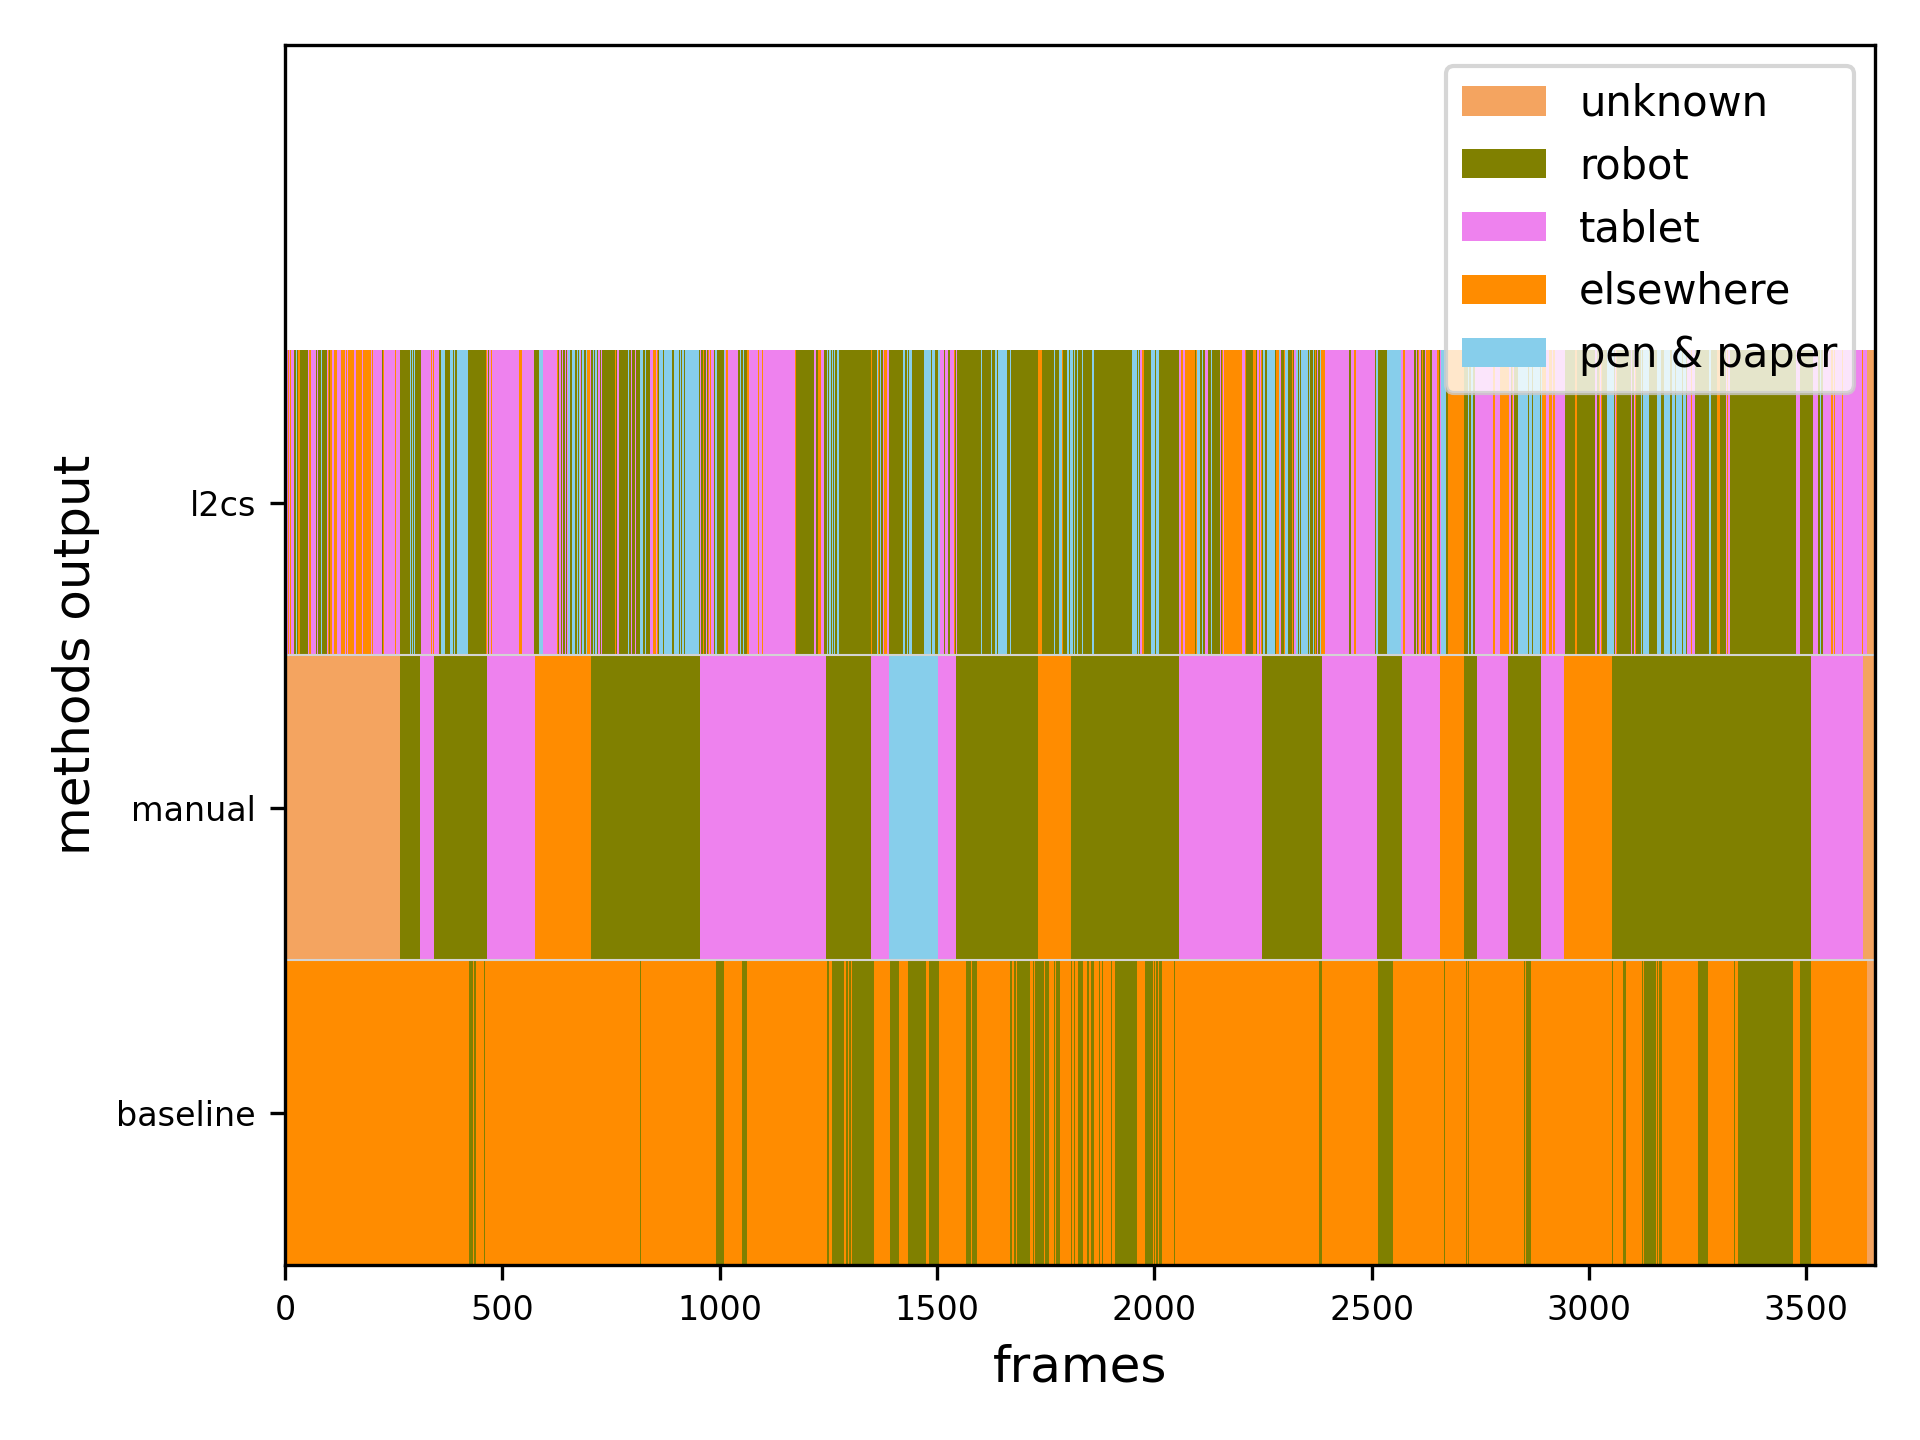 unknown
robot
tablet
elsewhere
pen & paper
methods output
l2cs
manual
baseline
0 500 1000 1500 2000 2500 3000 3500
frames